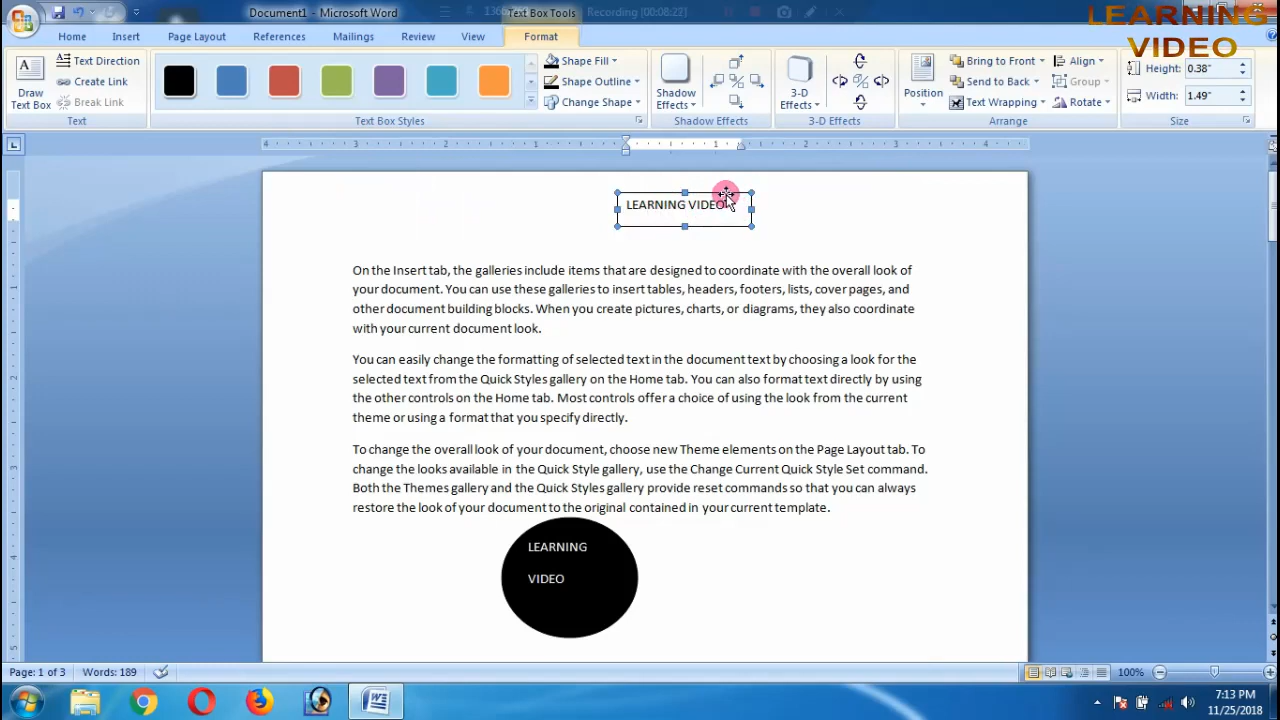 LEARNING
VIDEO
Document1 - Microsoft Word
Text Box Tools
Recording [00:08:22]
Home
Insert
Page Layout
References
Mailings
Review
View
Format
Draw
Text Box
Text Direction
Create Link
Break Link
Text
Text Box Styles
Shape Fill
Shape Outline
Change Shape
Shadow
Effects
Shadow Effects
3-D
Effects
3-D Effects
Position
Bring to Front
Send to Back
Text Wrapping
Align
Group
Rotate
Arrange
Height: 0.38"
Width: 1.49"
Size
LEARNING VIDEO
On the Insert tab, the galleries include items that are designed to coordinate with the overall look of
your document. You can use these galleries to insert tables, headers, footers, lists, cover pages, and
other document building blocks. When you create pictures, charts, or diagrams, they also coordinate
with your current document look.
You can easily change the formatting of selected text in the document text by choosing a look for the
selected text from the Quick Styles gallery on the Home tab. You can also format text directly by using
the other controls on the Home tab. Most controls offer a choice of using the look from the current
theme or using a format that you specify directly.
To change the overall look of your document, choose new Theme elements on the Page Layout tab. To
change the looks available in the Quick Style gallery, use the Change Current Quick Style Set command.
Both the Themes gallery and the Quick Styles gallery provide reset commands so that you can always
restore the look of your document to the original contained in your current template.
LEARNING
VIDEO
Page: 1 of 3
Words: 189
100%
7:13 PM
11/25/2018